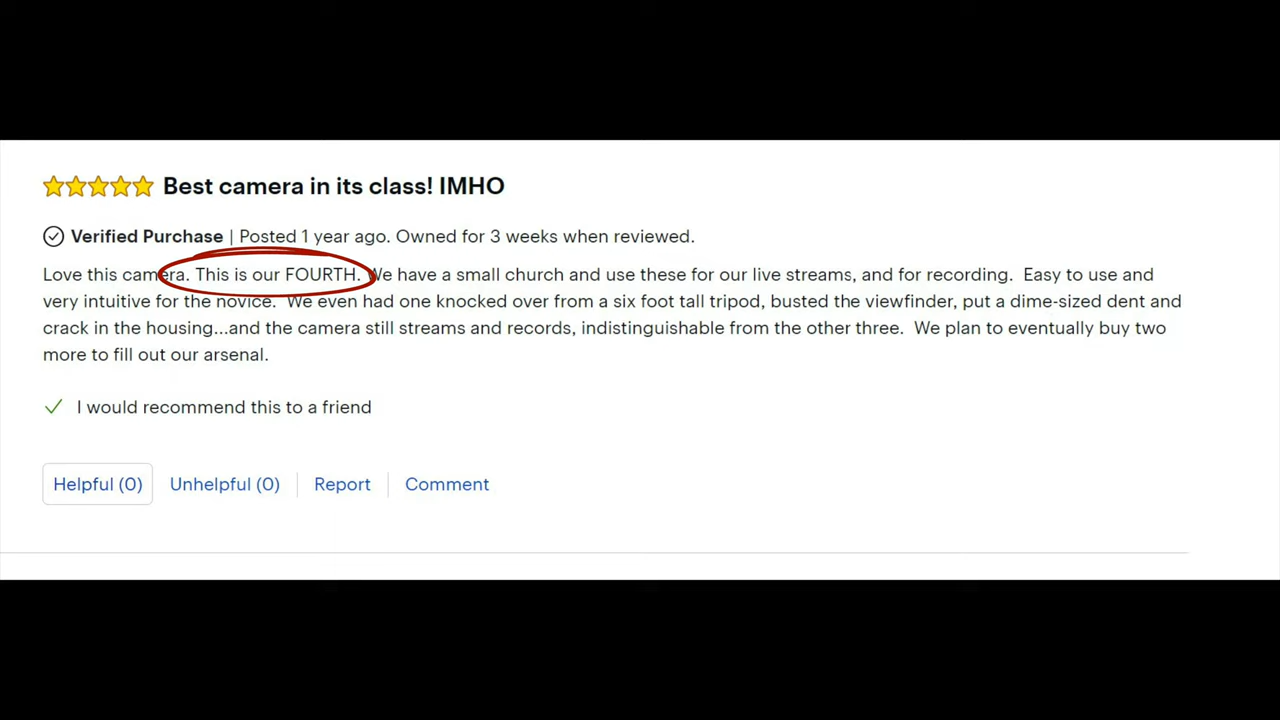 Best camera in its class! IMHO
Verified Purchase | Posted 1 year ago. Owned for 3 weeks when reviewed.
Love this camera. This is our FOURTH. We have a small church and use these for our live streams, and for recording.  Easy to use and
very intuitive for the novice.  We even had one knocked over from a six foot tall tripod, busted the viewfinder, put a dime-sized dent and
crack in the housing...and the camera still streams and records, indistinguishable from the other three.  We plan to eventually buy two
more to fill out our arsenal.
I would recommend this to a friend
Helpful (0) Unhelpful (0) Report Comment